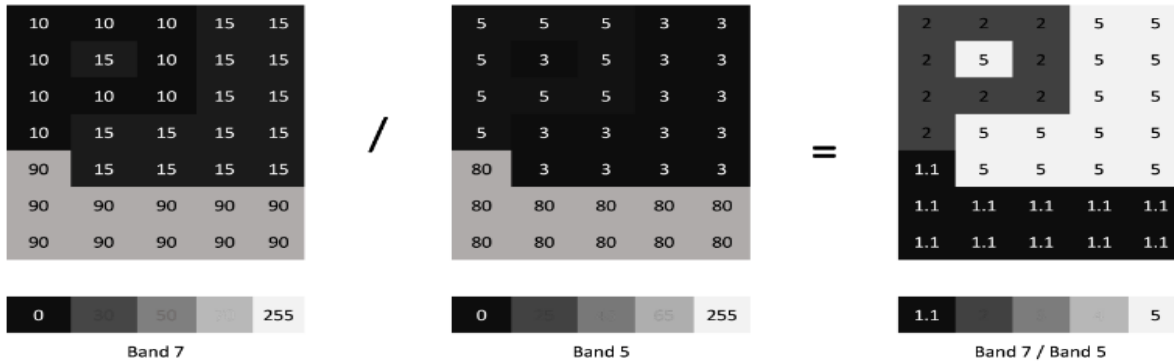 10 10 10 15 15
10 15 10 15 15
10 10 10 15 15
10 15 15 15 15
90 15 15 15 15
90 90 90 90 90
90 90 90 90 90
0 30 50 255
Band 7
/
5 5 5 3 3
5 3 5 3 3
5 5 5 3 3
5 3 3 3 3
80 3 3 3 3
80 80 80 80 80
80 80 80 80 80
0 65 255
Band 5
=
2 2 2 5 5
2 5 2 5 5
2 2 2 5 5
2 5 5 5 5
1.1 5 5 5 5
1.1 1.1 1.1 1.1 1.1
1.1 1.1 1.1 1.1 1.1
1.1 5
Band 7 / Band 5